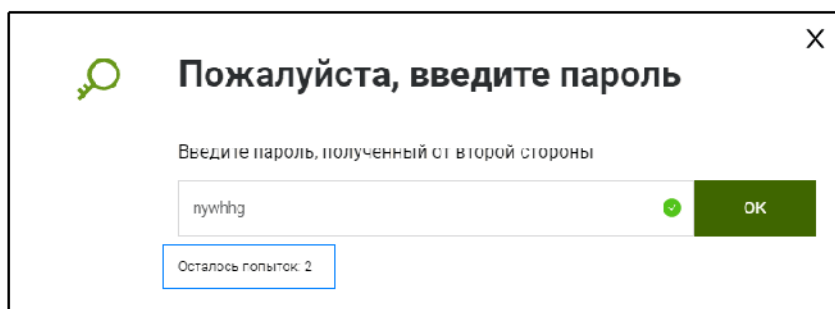 X
Пожалуйста, введите пароль
Введите пароль, полученный от второй стороны
nywhhg
OK
Осталось попыток: 2